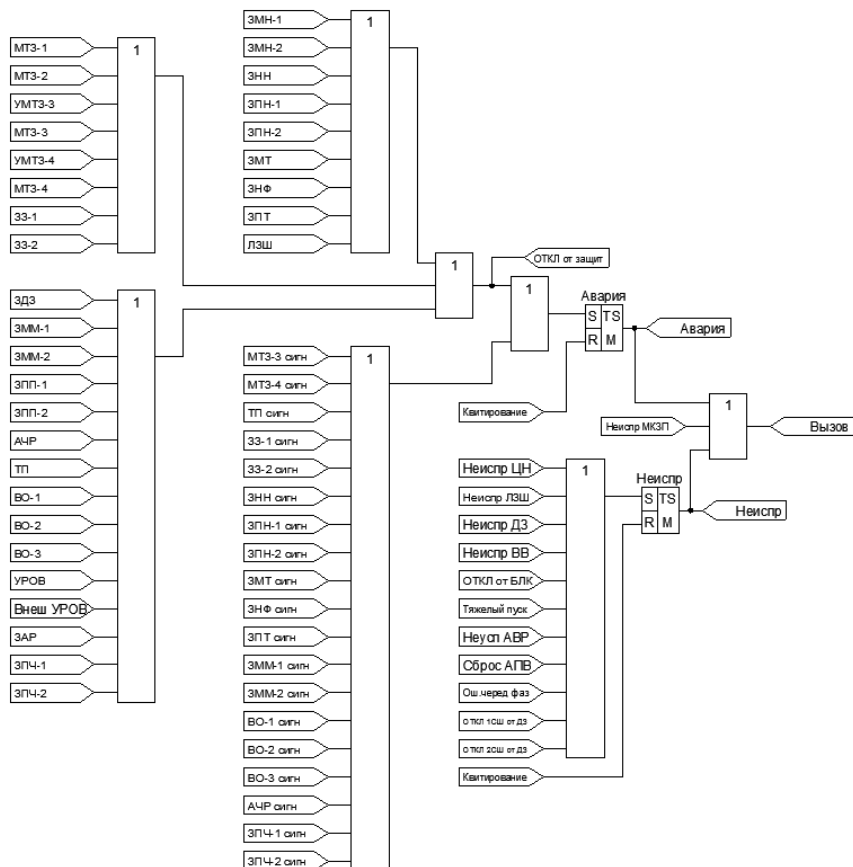 МТЗ-1
МТЗ-2
УМТЗ-3
МТЗ-3
УМТЗ-4
МТЗ-4
ЗЗ-1
ЗЗ-2
1
ЗДЗ
ЗММ-1
ЗММ-2
ЗПП-1
ЗПП-2
АЧР
ТП
ВО-1
ВО-2
ВО-3
УРОВ
Внеш УРОВ
ЗАР
ЗПЧ-1
ЗПЧ-2
1
ЗМН-1
ЗМН-2
ЗНН
ЗПН-1
ЗПН-2
ЗМТ
ЗНФ
ЗПТ
ЛЗШ
1
МТЗ-3 сигн
МТЗ-4 сигн
ТП сигн
ЗЗ-1 сигн
ЗЗ-2 сигн
ЗНН сигн
ЗПН-1 сигн
ЗПН-2 сигн
ЗМТ сигн
ЗНФ сигн
ЗПТ сигн
ЗММ-1 сигн
ЗММ-2 сигн
ВО-1 сигн
ВО-2 сигн
ВО-3 сигн
АЧР сигн
ЗПЧ-1 сигн
ЗПЧ-2 сигн
1
1
ОТКЛ от защит
1
Авария
S TS
R M
Авария
Квитирование
Неиспр МКЗП
1
Вызов
Неиспр ЦН
Неиспр ЛЗШ
Неиспр ДЗ
Неиспр ВВ
ОТКЛ от БЛК
Тяжелый пуск
Неусп АВР
Сброс АПВ
Ош.черед фаз
ОТКЛ 1СШ от ДЗ
ОТКЛ 2СШ от ДЗ
Квитирование
1
Неиспр
S TS
R M
Неиспр